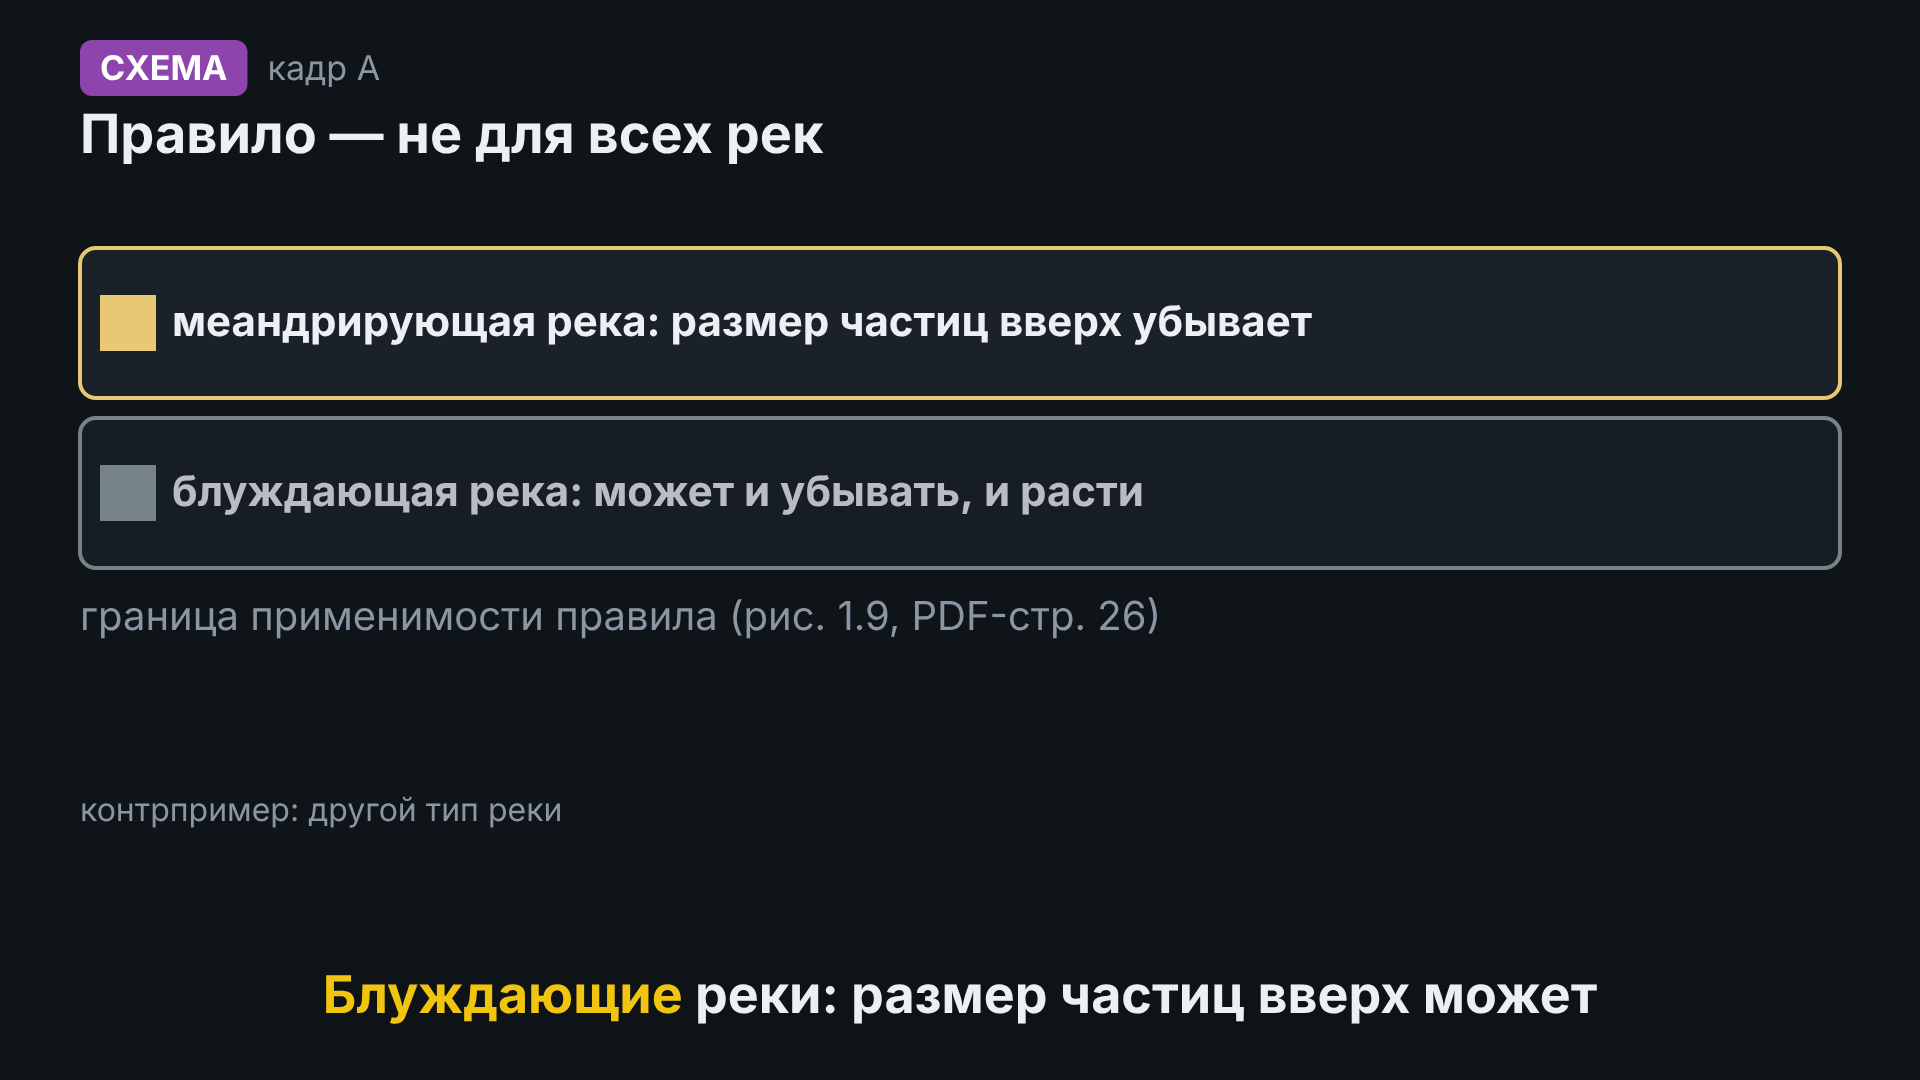 СХЕМА кадр А
Правило — не для всех рек
меандрирующая река: размер частиц вверх убывает
блуждающая река: может и убывать, и расти
граница применимости правила (рис. 1.9, PDF-стр. 26)
контрпример: другой тип реки
Блуждающие реки: размер частиц вверх может